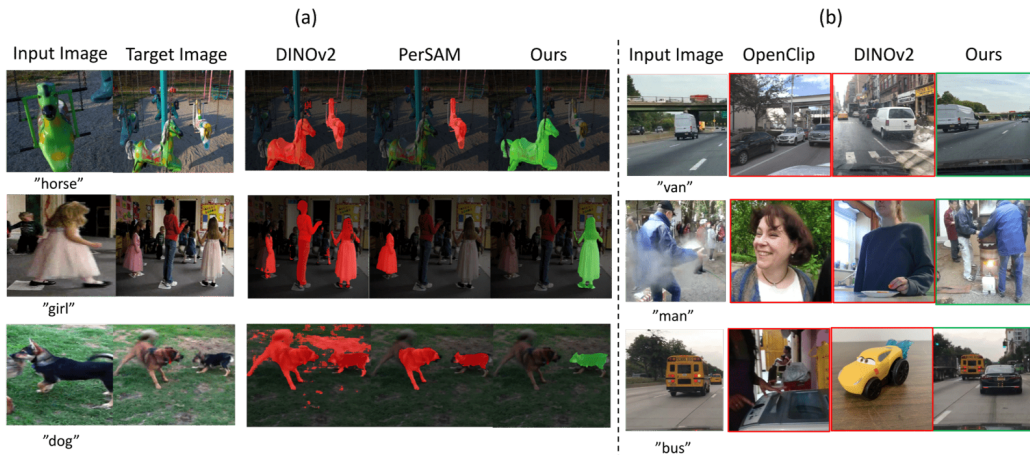 (a)
(b)
Input Image Target Image DINOv2 PerSAM Ours
Input Image OpenClip DINOv2 Ours
"horse"
"van"
"girl"
"man"
"dog"
"bus"